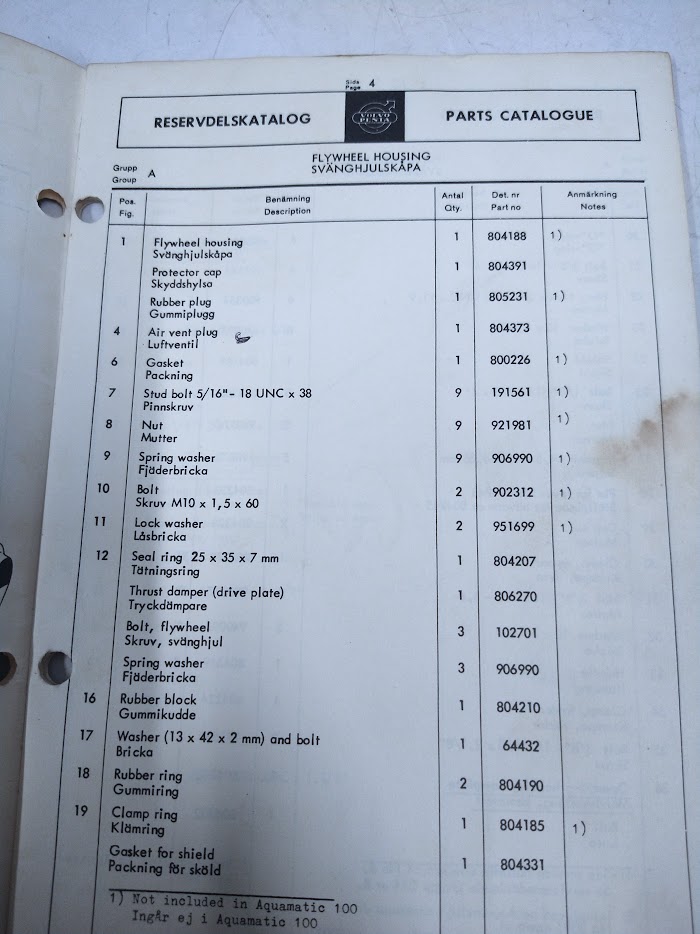 Side
Page 4
RESERVDELSKATALOG VOLVO PENTA PARTS CATALOGUE
FLYWHEEL HOUSING
SVÄNGHJULSKÅPA
Grupp
Group A
Pos. Benämning Antal Det. nr Anmärkning
Fig. Description Qty. Part no Notes
1 Flywheel housing 1 804188 1)
Svänghjulskåpa
Protector cap 1 804391
Skyddshylsa
Rubber plug 1 805231 1)
Gummiplugg
4 Air vent plug 1 804373
Luftventil
6 Gasket 1 800226 1)
Packning
7 Stud bolt 5/16"- 18 UNC x 38 9 191561 1)
Pinnskruv
8 Nut 9 921981 1)
Mutter
9 Spring washer 9 906990 1)
Fjäderbricka
10 Bolt 2 902312 1)
Skruv M10 x 1,5 x 60
11 Lock washer 2 951699 1)
Låsbricka
12 Seal ring 25 x 35 x 7 mm 1 804207
Tätningsring
Thrust damper (drive plate) 1 806270
Tryckdämpare
Bolt, flywheel 3 102701
Skruv, svänghjul
Spring washer 3 906990
Fjäderbricka
16 Rubber block 1 804210
Gummikudde
17 Washer (13 x 42 x 2 mm) and bolt 1 64432
Bricka
18 Rubber ring 2 804190
Gummiring
19 Clamp ring 1 804185 1)
Klämring
Gasket for shield 1 804331
Packning för sköld
1) Not included in Aquamatic 100
Ingår ej i Aquamatic 100